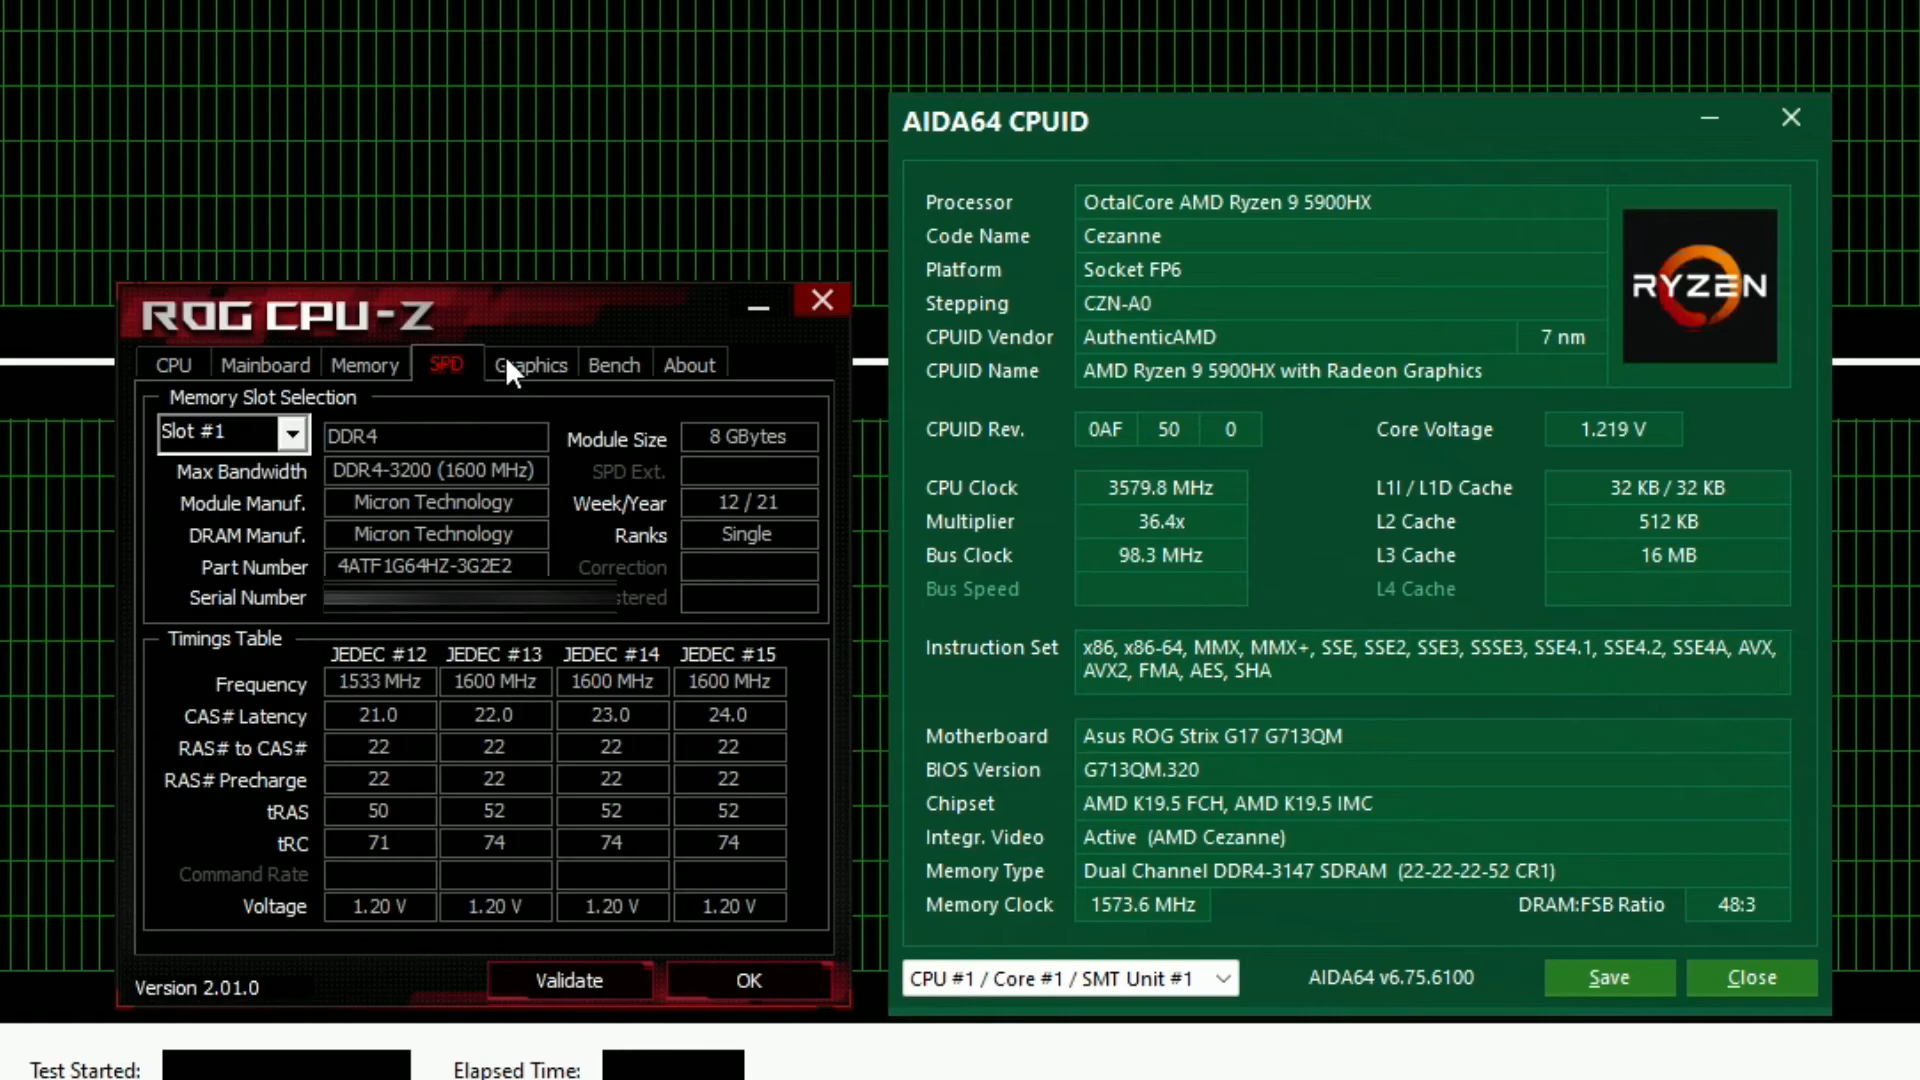 ROG CPU-Z
CPU Mainboard Memory SPD Graphics Bench About
Memory Slot Selection
Slot #1 DDR4 Module Size 8 GBytes
Max Bandwidth DDR4-3200 (1600 MHz) SPD Ext.
Module Manuf. Micron Technology Week/Year 12 / 21
DRAM Manuf. Micron Technology Ranks Single
Part Number 4ATF1G64HZ-3G2E2 Correction
Serial Number
Timings Table
JEDEC #12 JEDEC #13 JEDEC #14 JEDEC #15
Frequency 1533 MHz 1600 MHz 1600 MHz 1600 MHz
CAS# Latency 21.0 22.0 23.0 24.0
RAS# to CAS# 22 22 22 22
RAS# Precharge 22 22 22 22
tRAS 50 52 52 52
tRC 71 74 74 74
Command Rate
Voltage 1.20 V 1.20 V 1.20 V 1.20 V
Version 2.01.0 Validate OK
AIDA64 CPUID
Processor OctalCore AMD Ryzen 9 5900HX
RYZEN
Code Name Cezanne
Platform Socket FP6
Stepping CZN-A0
CPUID Vendor AuthenticAMD 7 nm
CPUID Name AMD Ryzen 9 5900HX with Radeon Graphics
CPUID Rev. 0AF 50 0 Core Voltage 1.219 V
CPU Clock 3579.8 MHz L1I / L1D Cache 32 KB / 32 KB
Multiplier 36.4x L2 Cache 512 KB
Bus Clock 98.3 MHz L3 Cache 16 MB
Bus Speed L4 Cache
Instruction Set x86, x86-64, MMX, MMX+, SSE, SSE2, SSE3, SSSE3, SSE4.1, SSE4.2, SSE4A, AVX,
AVX2, FMA, AES, SHA
Motherboard Asus ROG Strix G17 G713QM
BIOS Version G713QM.320
Chipset AMD K19.5 FCH, AMD K19.5 IMC
Integr. Video Active (AMD Cezanne)
Memory Type Dual Channel DDR4-3147 SDRAM (22-22-22-52 CR1)
Memory Clock 1573.6 MHz DRAM:FSB Ratio 48:3
CPU #1 / Core #1 / SMT Unit #1 AIDA64 v6.75.6100 Save Close
Test Started: Elapsed Time: